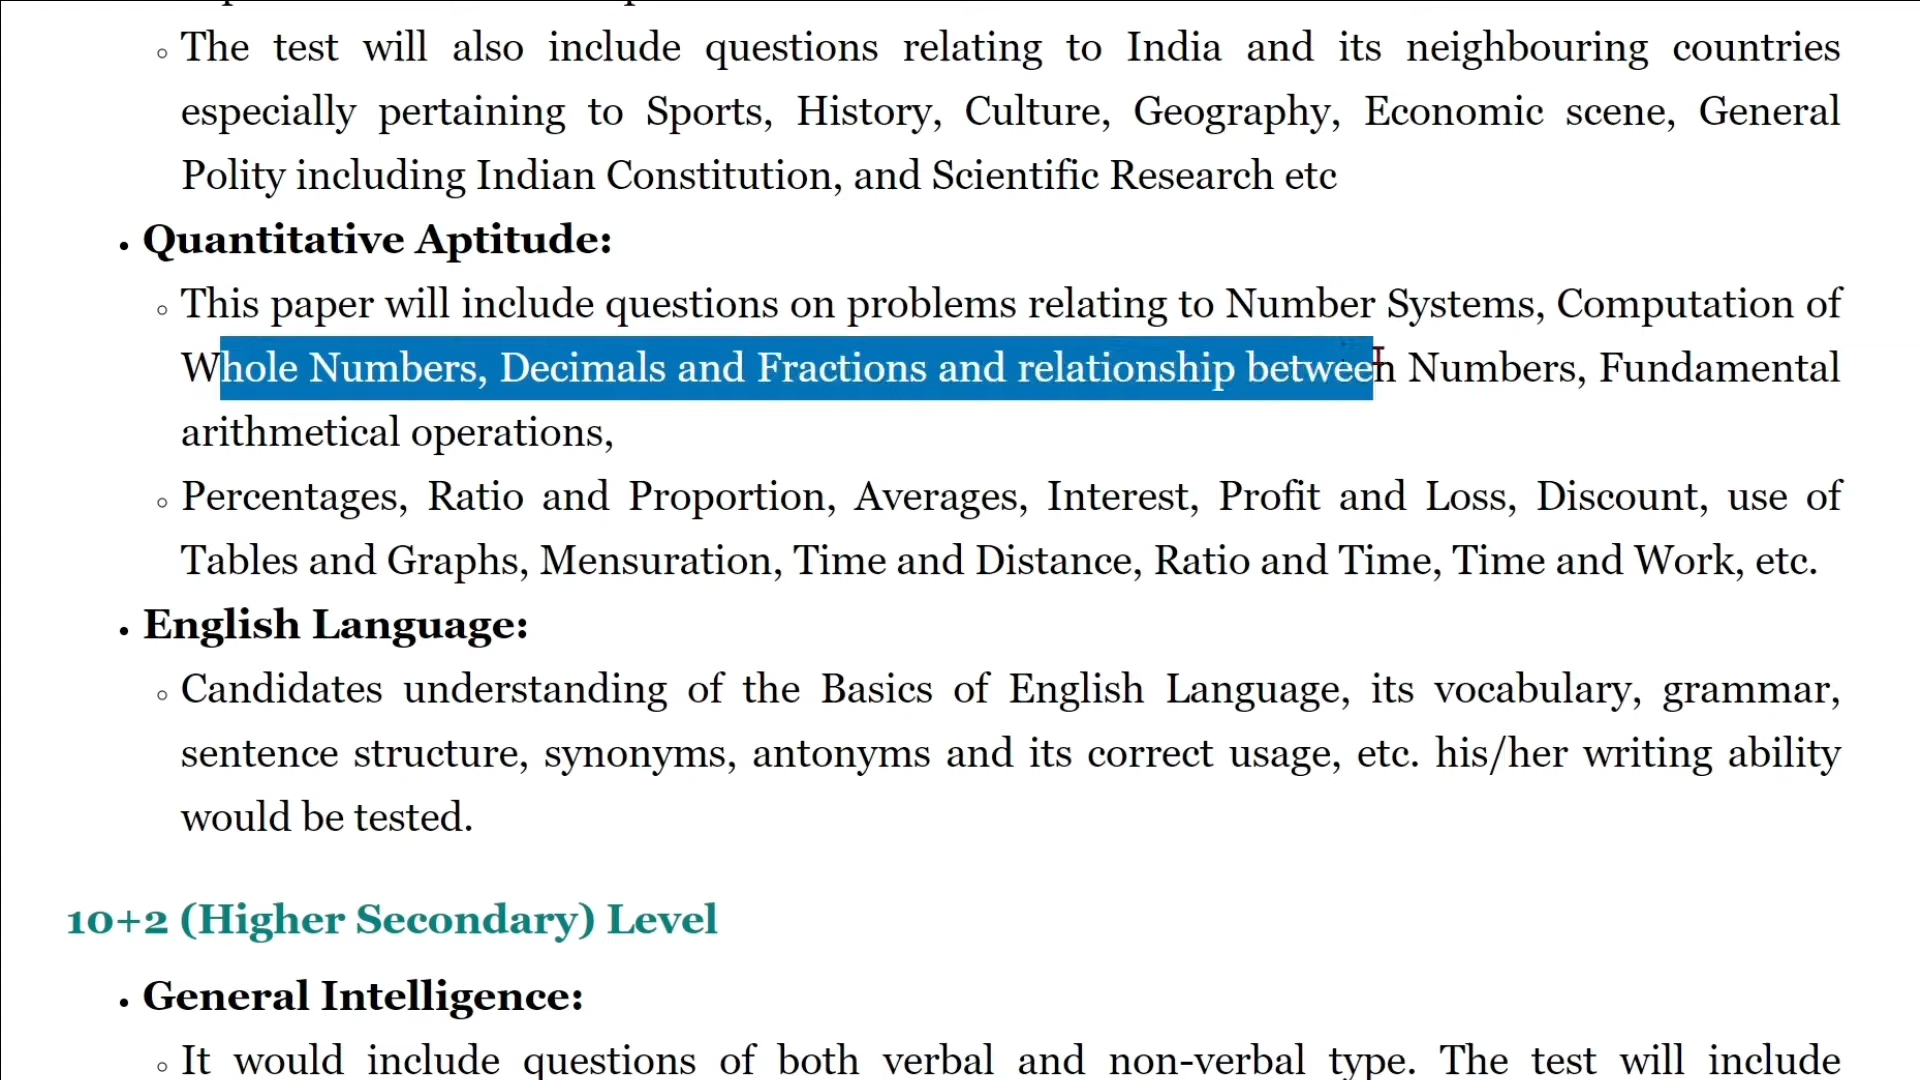 The test will also include questions relating to India and its neighbouring countries
especially pertaining to Sports, History, Culture, Geography, Economic scene, General
Polity including Indian Constitution, and Scientific Research etc
Quantitative Aptitude:
This paper will include questions on problems relating to Number Systems, Computation of
Whole Numbers, Decimals and Fractions and relationship between Numbers, Fundamental
arithmetical operations,
Percentages, Ratio and Proportion, Averages, Interest, Profit and Loss, Discount, use of
Tables and Graphs, Mensuration, Time and Distance, Ratio and Time, Time and Work, etc.
English Language:
Candidates understanding of the Basics of English Language, its vocabulary, grammar,
sentence structure, synonyms, antonyms and its correct usage, etc. his/her writing ability
would be tested.
10+2 (Higher Secondary) Level
General Intelligence:
It would include questions of both verbal and non-verbal type. The test will include